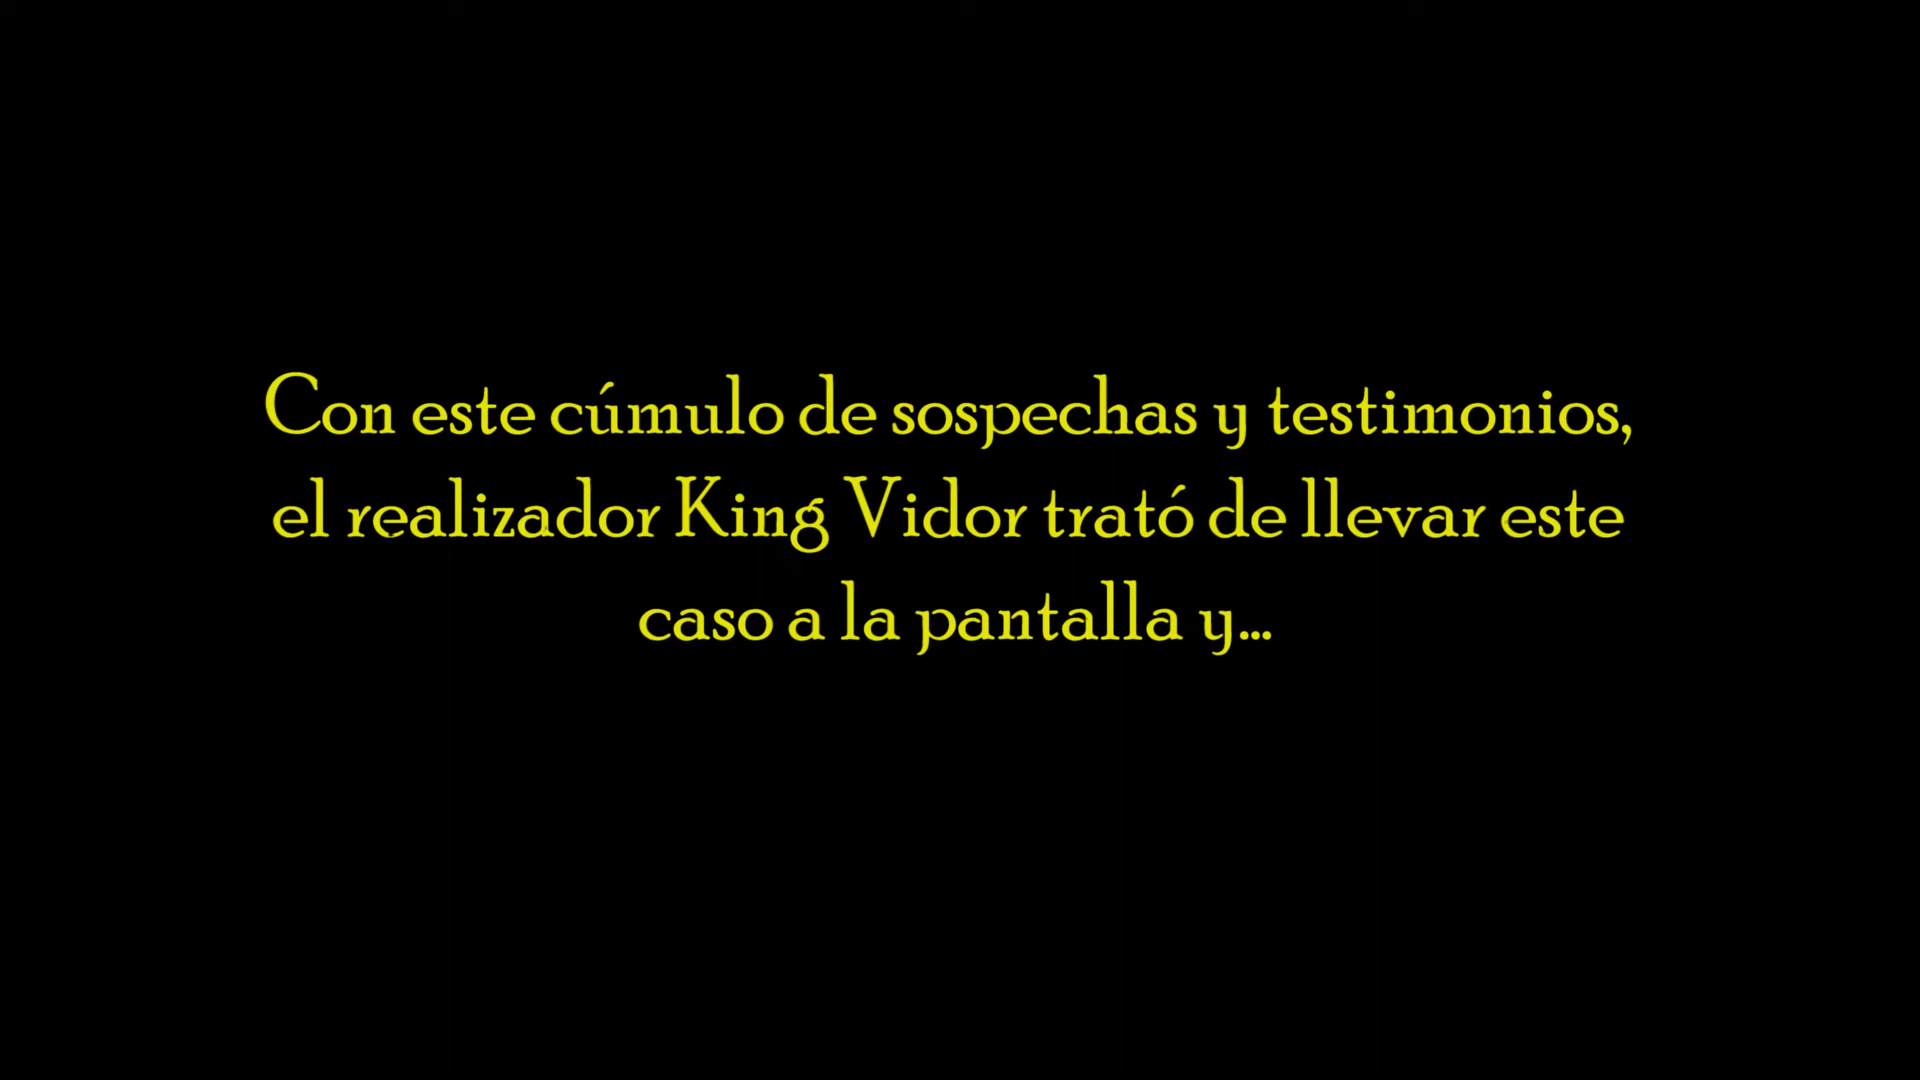 Con este cúmulo de sospechas y testimonios,
el realizador King Vidor trató de llevar este
caso a la pantalla y...